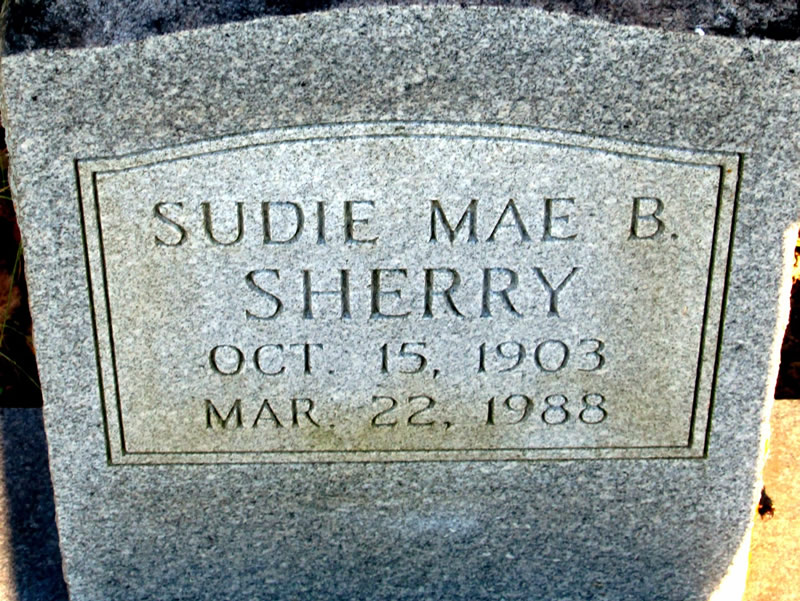 SUDIE MAE B.
SHERRY
OCT. 15, 1903
MAR. 22, 1988